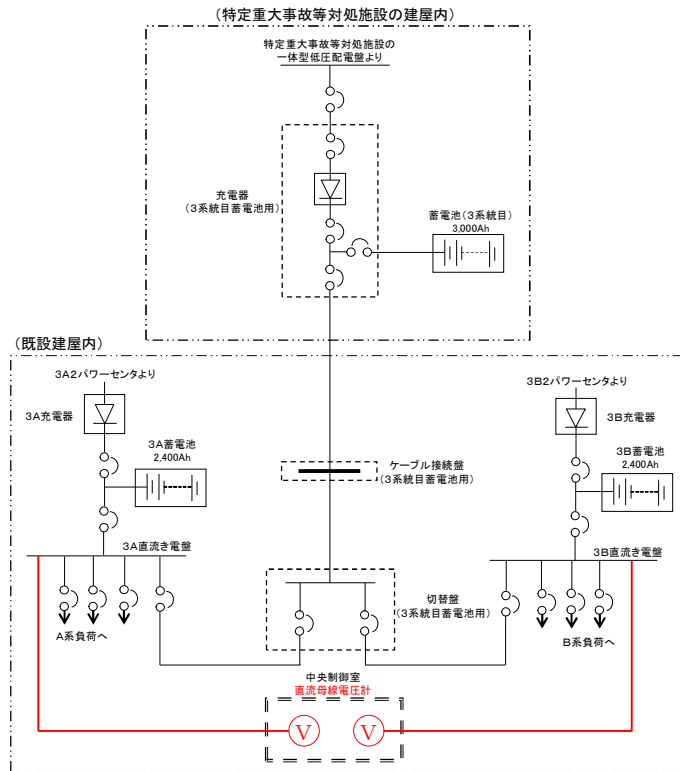 (特定重大事故等対処施設の建屋内)
特定重大事故等対処施設の
一体型低圧配電盤より
充電器
(3系統目蓄電池用)
蓄電池(3系統目)
3,000Ah
(既設建屋内)
3A2パワーセンタより
3A充電器
3A蓄電池
2,400Ah
3A直流き電盤
A系負荷へ
ケーブル接続盤
(3系統目蓄電池用)
3B2パワーセンタより
3B充電器
3B蓄電池
2,400Ah
3B直流き電盤
B系負荷へ
切替盤
(3系統目蓄電池用)
中央制御室
直流母線電圧計
V
V